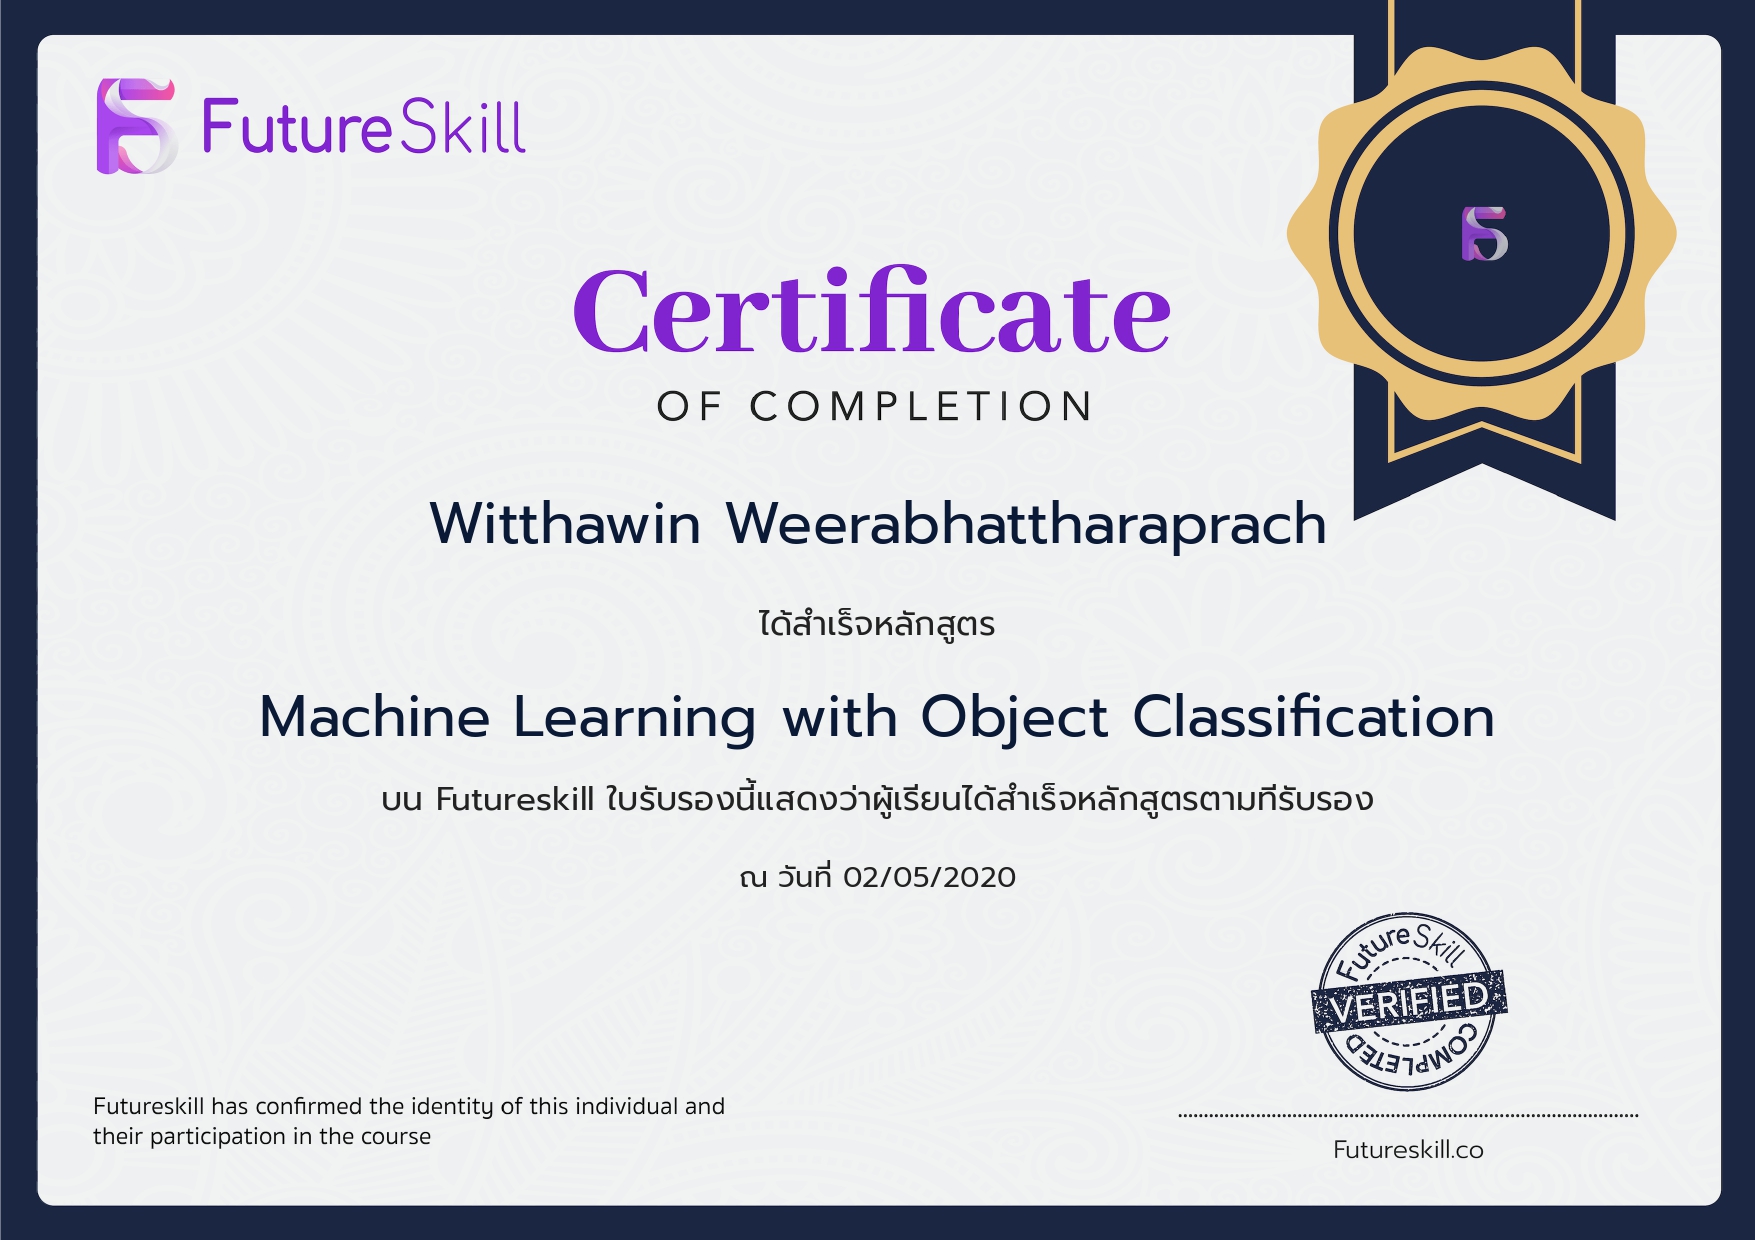 FutureSkill
Certificate
OF COMPLETION
Witthawin Weerabhattharaprach
ได้สำเร็จหลักสูตร
Machine Learning with Object Classification
บน Futureskill ใบรับรองนี้แสดงว่าผู้เรียนได้สำเร็จหลักสูตรตามทีรับรอง
ณ วันที่ 02/05/2020
FutureSkill
VERIFIED
COMPLETED
Futureskill has confirmed the identity of this individual and
their participation in the course
Futureskill.co